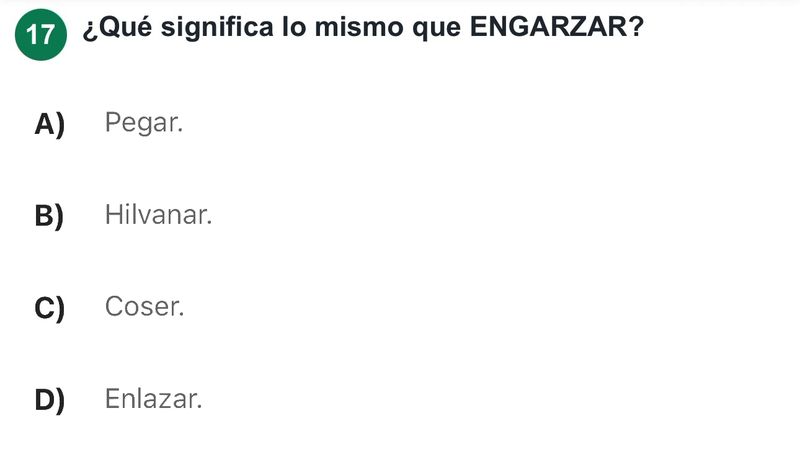 17 ¿Qué significa lo mismo que ENGARZAR?
A) Pegar.
B) Hilvanar.
C) Coser.
D) Enlazar.